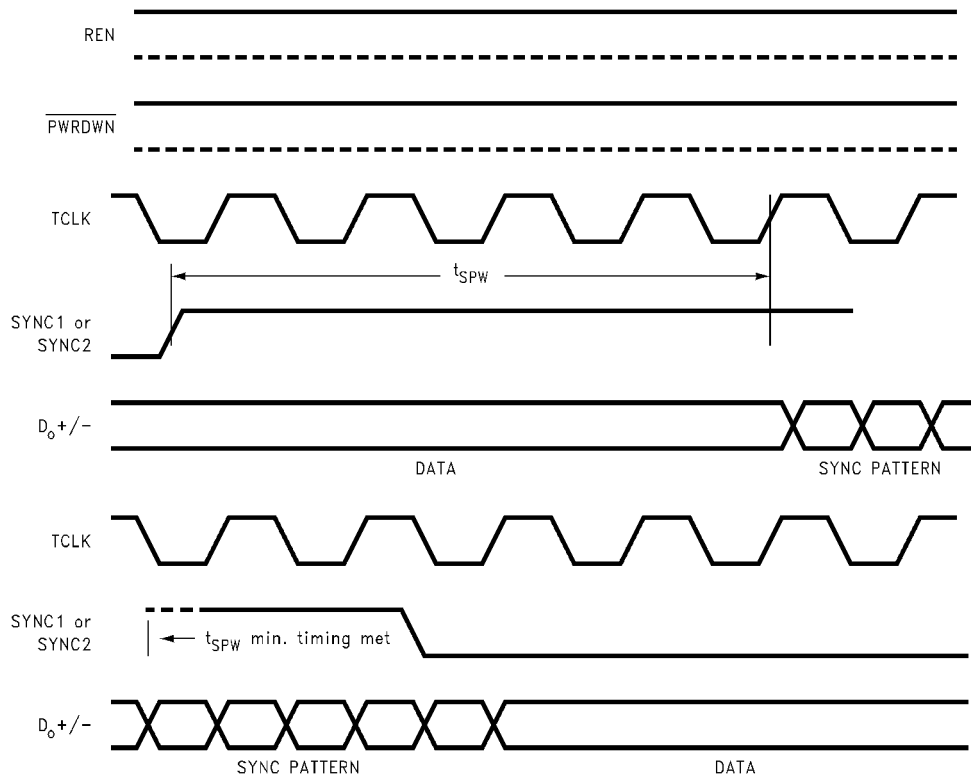 REN
PWRDWN
TCLK
tSPW
SYNC1 or
SYNC2
Do+/-
DATA
SYNC PATTERN
TCLK
SYNC1 or
SYNC2
tSPW min. timing met
Do+/-
SYNC PATTERN
DATA